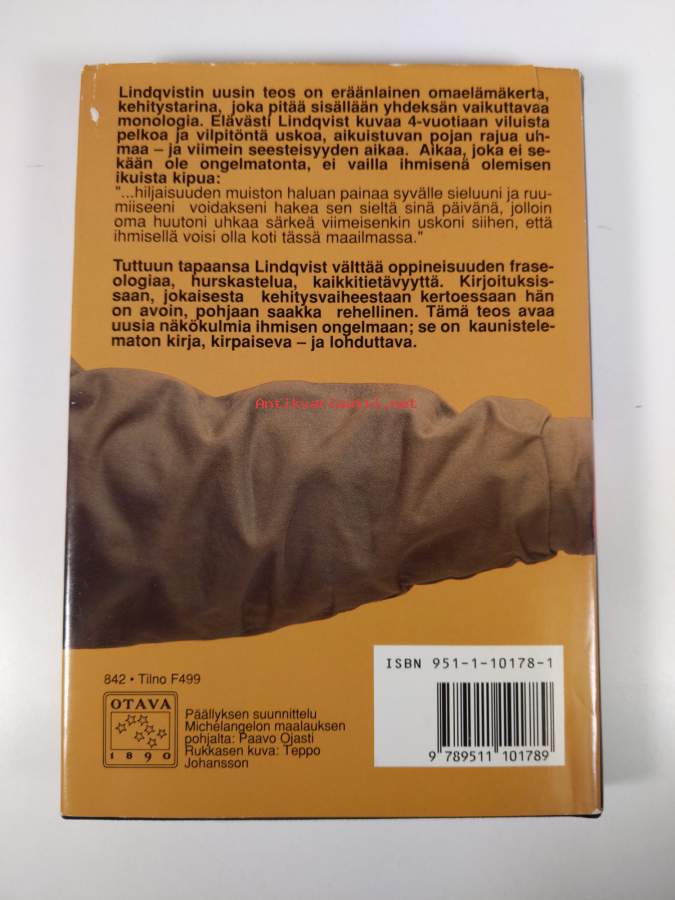 Lindqvistin uusin teos on eräänlainen omaelämäkerta,
kehitystarina, joka pitää sisällään yhdeksän vaikuttavaa
monologia. Elävästi Lindqvist kuvaa 4-vuotiaan viluista
pelkoa ja vilpitöntä uskoa, aikuistuvan pojan rajua uh-
maa – ja viimein seesteisyyden aikaa. Aikaa, joka ei se-
kään ole ongelmatonta, ei vailla ihmisenä olemisen
ikuista kipua:
"...hiljaisuuden muiston haluan painaa syvälle sieluuni ja ruu-
miiseeni voidakseni hakea sen sieltä sinä päivänä, jolloin
oma huutoni uhkaa särkeä viimeisenkin uskoni siihen, että
ihmisellä voisi olla koti tässä maailmassa."
Tuttuun tapaansa Lindqvist välttää oppineisuuden frase-
ologiaa, hurskastelua, kaikkitietävyyttä. Kirjoituksis-
saan, jokaisesta kehitysvaiheestaan kertoessaan hän
on avoin, pohjaan saakka rehellinen. Tämä teos avaa
uusia näkökulmia ihmisen ongelmaan; se on kaunistele-
maton kirja, kirpaiseva – ja lohduttava.
Antikvariaatti.net
842 • Tilno F499
OTAVA
1890
Päällyksen suunnittelu
Michelangelon maalauksen
pohjalta: Paavo Ojasti
Rukkasen kuva: Teppo
Johansson
ISBN 951-1-10178-1
9 789511 101789